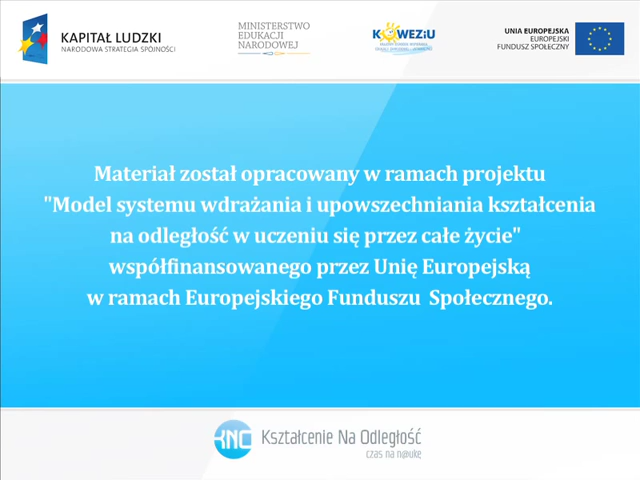 KAPITAŁ LUDZKI
NARODOWA STRATEGIA SPÓJNOŚCI
MINISTERSTWO
EDUKACJI
NARODOWEJ
KOWEZiU
UNIA EUROPEJSKA
EUROPEJSKI
FUNDUSZ SPOŁECZNY
Materiał został opracowany w ramach projektu
"Model systemu wdrażania i upowszechniania kształcenia
na odległość w uczeniu się przez całe życie"
współfinansowanego przez Unię Europejską
w ramach Europejskiego Funduszu Społecznego.
KNO Kształcenie Na Odległość
czas na n@ukę